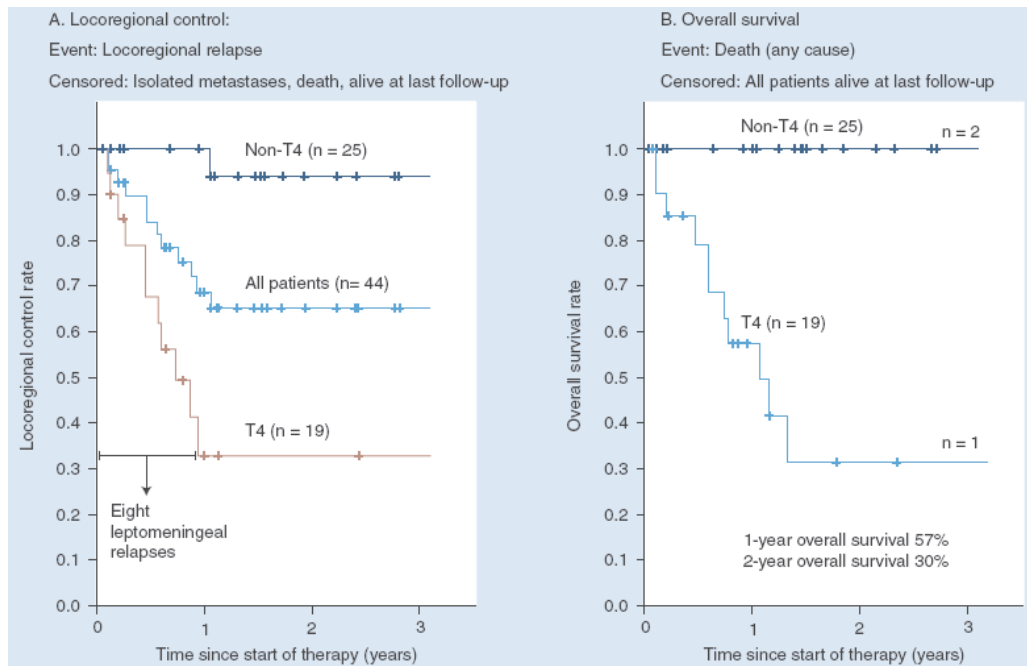 A. Locoregional control:
Event: Locoregional relapse
Censored: Isolated metastases, death, alive at last follow-up
Locoregional control rate
1.0
0.9
0.8
0.7
0.6
0.5
0.4
0.3
0.2
0.1
0.0
Non-T4 (n = 25)
All patients (n= 44)
T4 (n = 19)
Eight
leptomeningeal
relapses
0
1
2
3
Time since start of therapy (years)
B. Overall survival
Event: Death (any cause)
Censored: All patients alive at last follow-up
Overall survival rate
1.0
0.9
0.8
0.7
0.6
0.5
0.4
0.3
0.2
0.1
0.0
Non-T4 (n = 25)
n = 2
T4 (n = 19)
n = 1
1-year overall survival 57%
2-year overall survival 30%
0
1
2
3
Time since start of therapy (years)